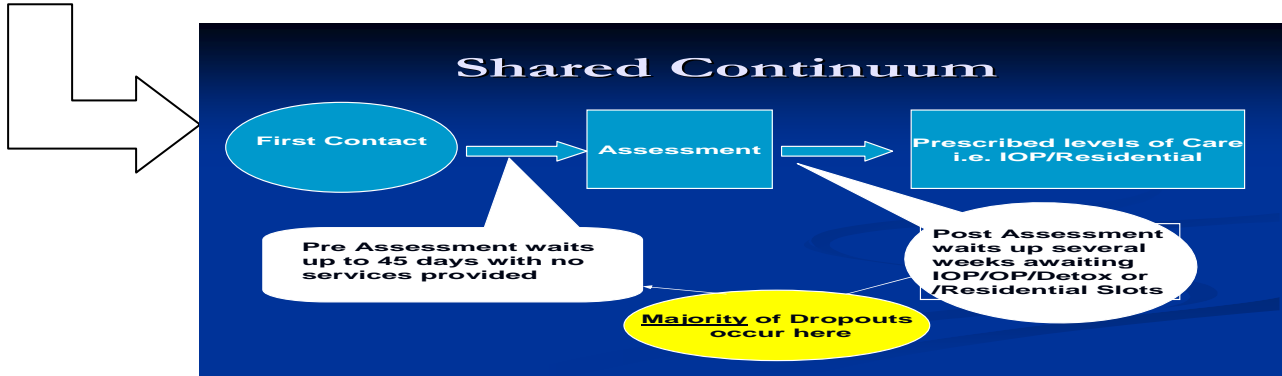 Shared Continuum
First Contact
Assessment
Prescribed levels of Care
i.e. IOP/Residential
Pre Assessment waits
up to 45 days with no
services provided
Post Assessment
waits up several
weeks awaiting
IOP/OP/Detox or
/Residential Slots
Majority of Dropouts
occur here